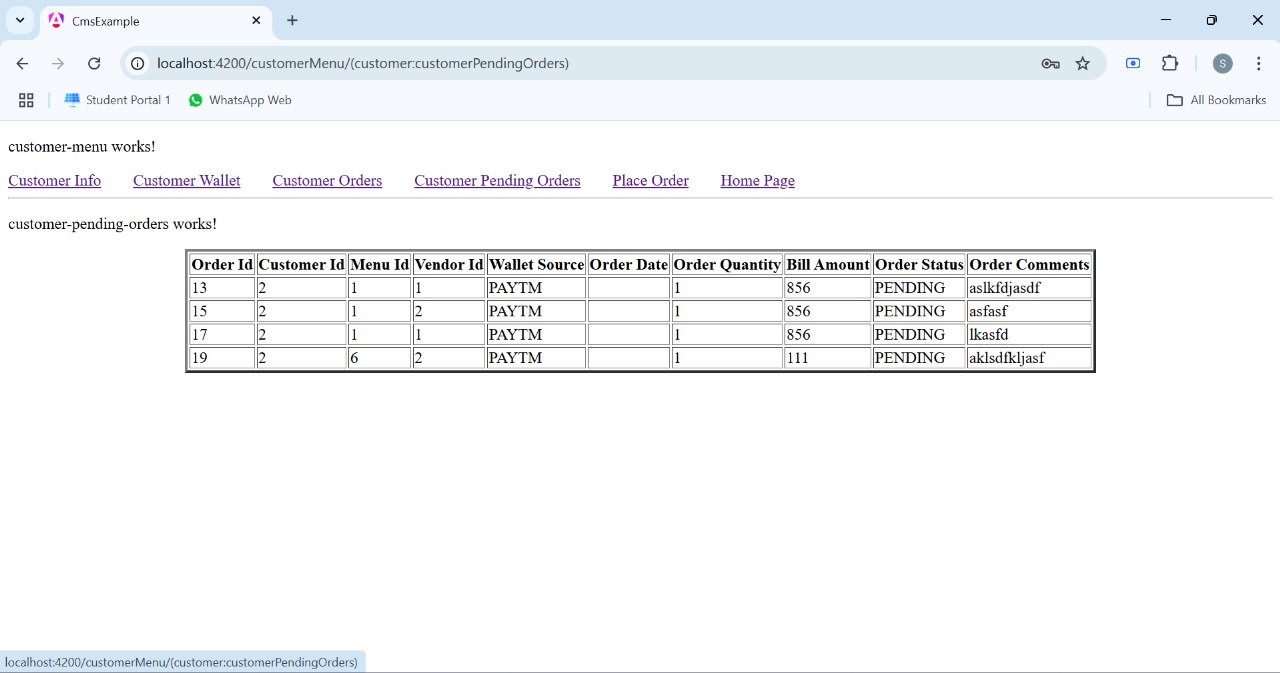 CmsExample
localhost:4200/customerMenu/(customer:customerPendingOrders)
S
Student Portal 1 WhatsApp Web All Bookmarks
customer-menu works!
Customer Info Customer Wallet Customer Orders Customer Pending Orders Place Order Home Page
customer-pending-orders works!
Order Id Customer Id Menu Id Vendor Id Wallet Source Order Date Order Quantity Bill Amount Order Status Order Comments
13 2 1 1 PAYTM 1 856 PENDING aslkfdjasdf
15 2 1 2 PAYTM 1 856 PENDING asfasf
17 2 1 1 PAYTM 1 856 PENDING lkasfd
19 2 6 2 PAYTM 1 111 PENDING aklsdfkljasf
localhost:4200/customerMenu/(customer:customerPendingOrders)